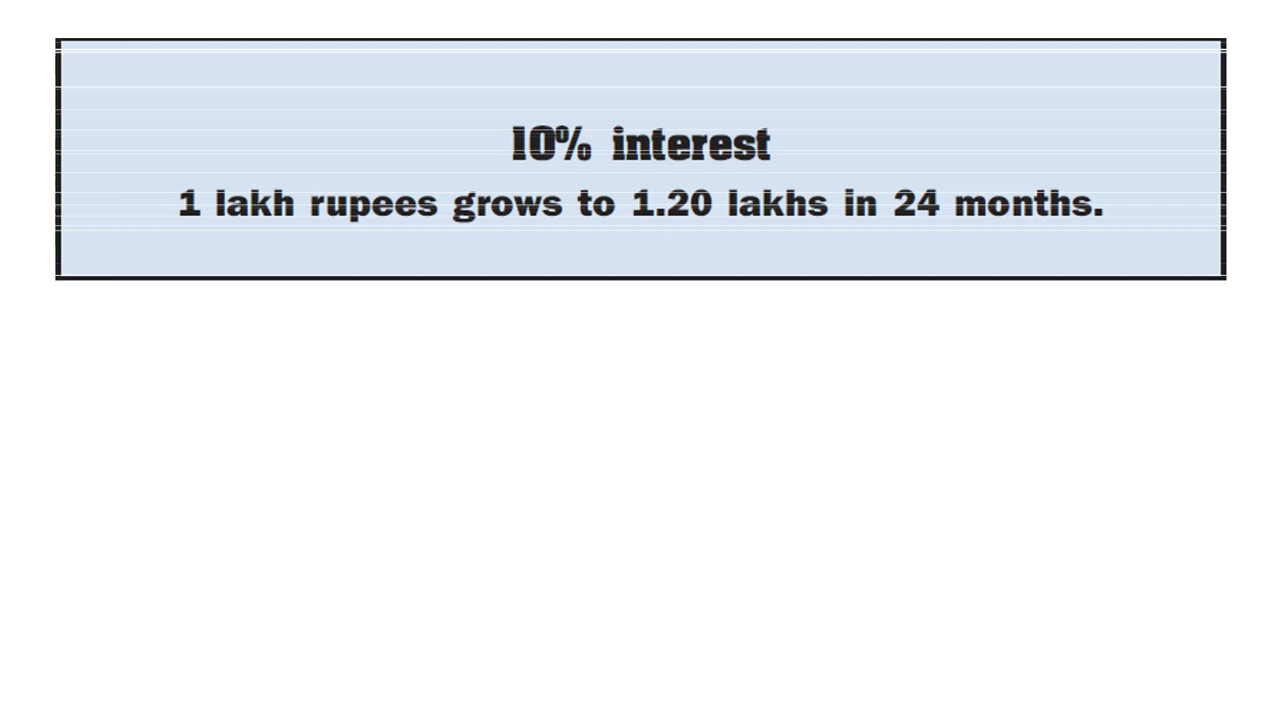 10% interest
1 lakh rupees grows to 1.20 lakhs in 24 months.